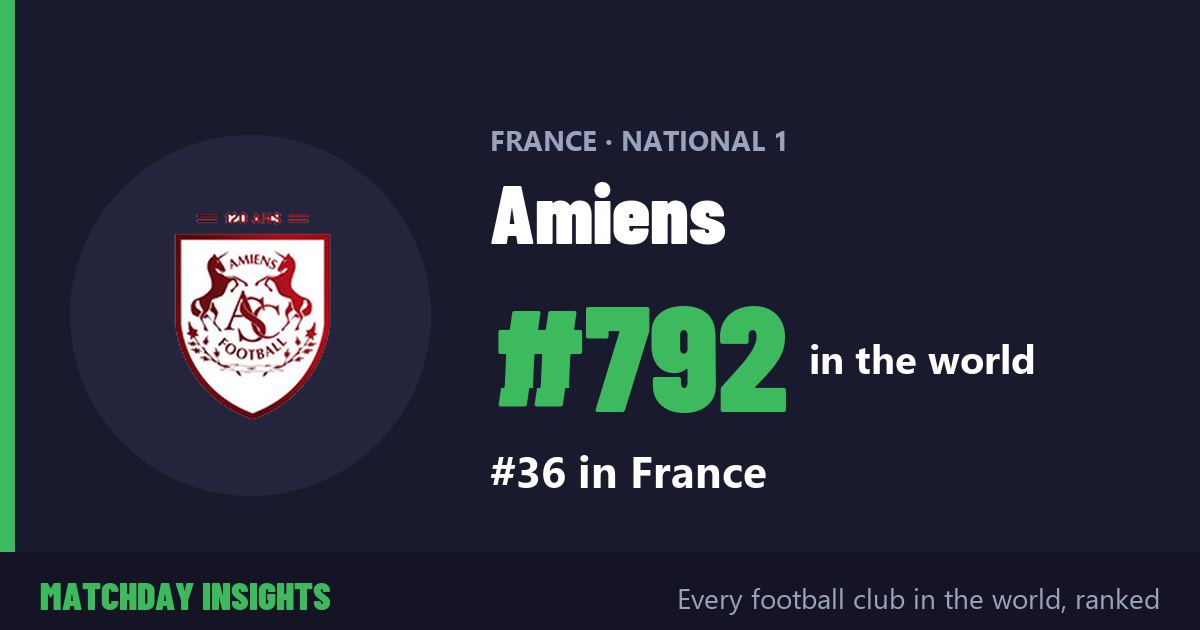 FRANCE · NATIONAL 1
Amiens
120 ANS
AMIENS
ASC
FOOTBALL
#792 in the world
#36 in France
MATCHDAY INSIGHTS
Every football club in the world, ranked